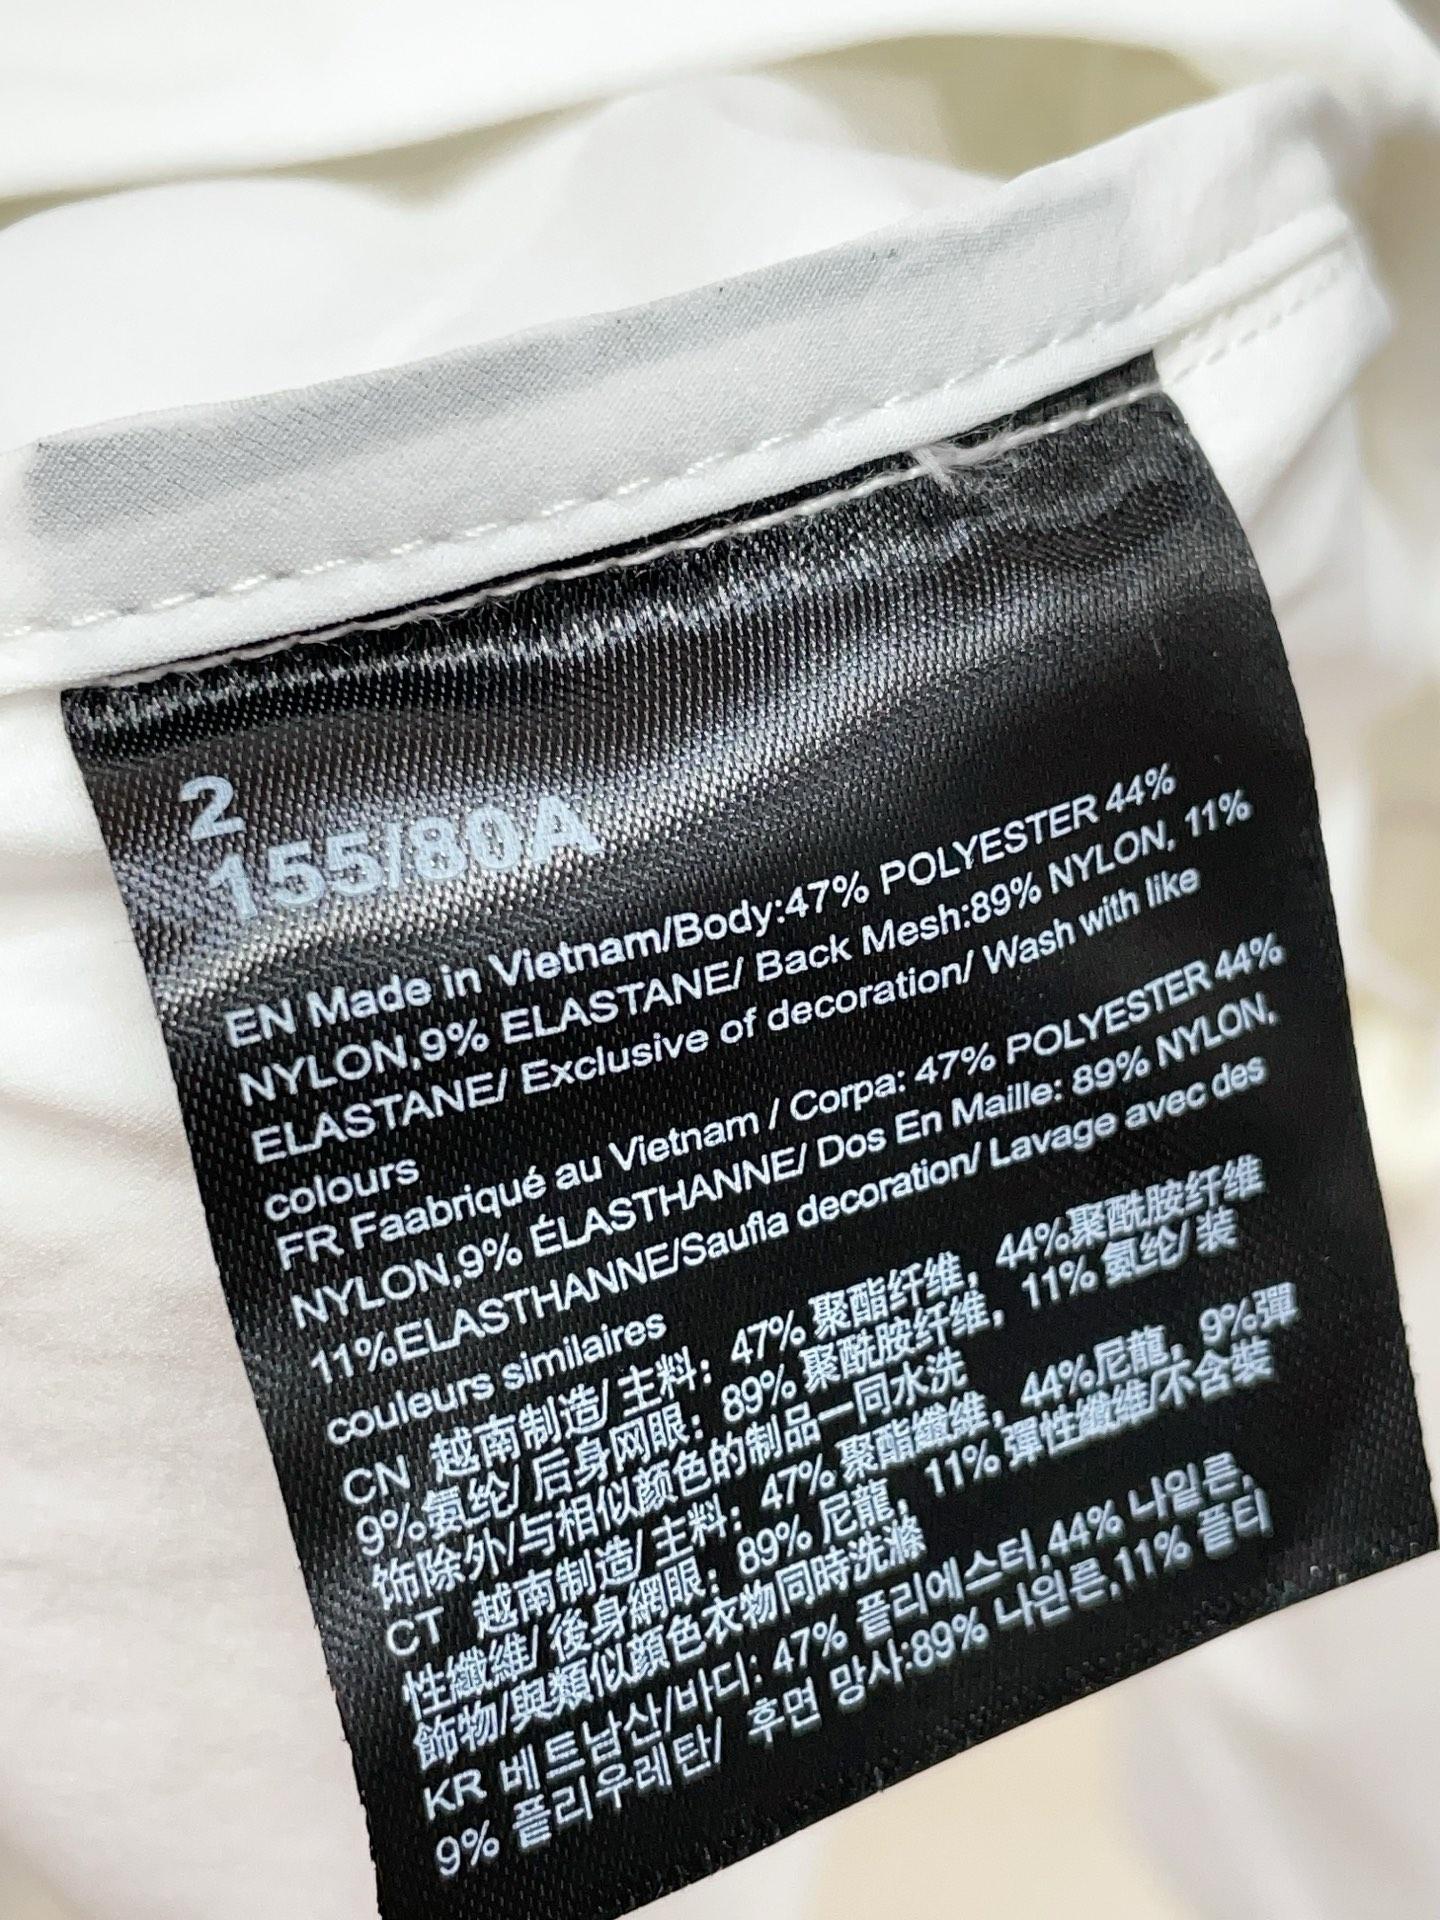 2
155/80A
EN Made in Vietnam/Body:47% POLYESTER 44%
NYLON,9% ELASTANE/ Back Mesh:89% NYLON, 11%
ELASTANE/ Exclusive of decoration/ Wash with like
colours
FR Faabriqué au Vietnam / Corpa: 47% POLYESTER 44%
NYLON,9% ÉLASTHANNE/ Dos En Maille: 89% NYLON,
11%ELASTHANNE/Saufla decoration/ Lavage avec des
couleurs similaires
CN 越南制造/ 主料: 47% 聚酯纤维, 44%聚酰胺纤维
9%氨纶/ 后身网眼: 89% 聚酰胺纤维, 11% 氨纶/ 装
饰除外/与相似颜色的制品一同水洗
CT 越南制造/ 主料: 47% 聚酯纖維, 44%尼龍, 9%彈
性纖維/ 後身網眼: 89% 尼龍, 11% 彈性纖維/不含裝
飾物/與類似顏色衣物同時洗滌
KR 베트남산/바디: 47% 플리에스터,44% 나일른,
9% 플리우레탄/ 후면 망사:89% 나윈른,11% 플티